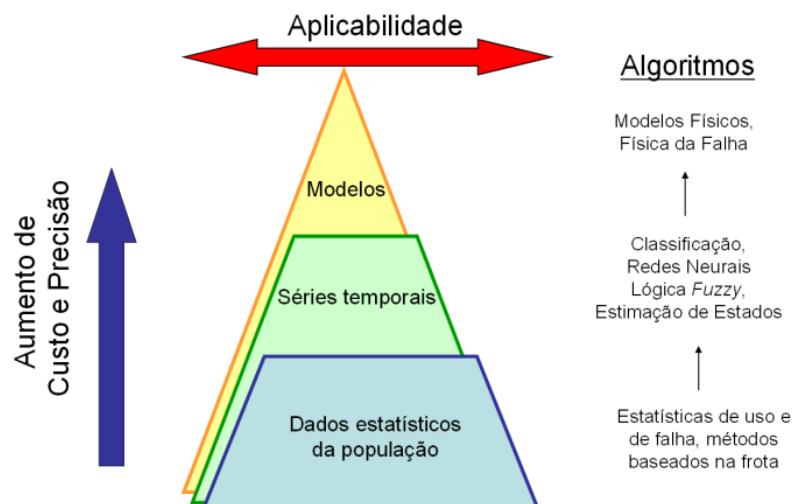 Aplicabilidade
Aumento de
Custo e Precisão
Modelos
Séries temporais
Dados estatísticos
da população
Algoritmos
Modelos Físicos,
Física da Falha
Classificação,
Redes Neurais
Lógica Fuzzy,
Estimação de Estados
Estatísticas de uso e
de falha, métodos
baseados na frota